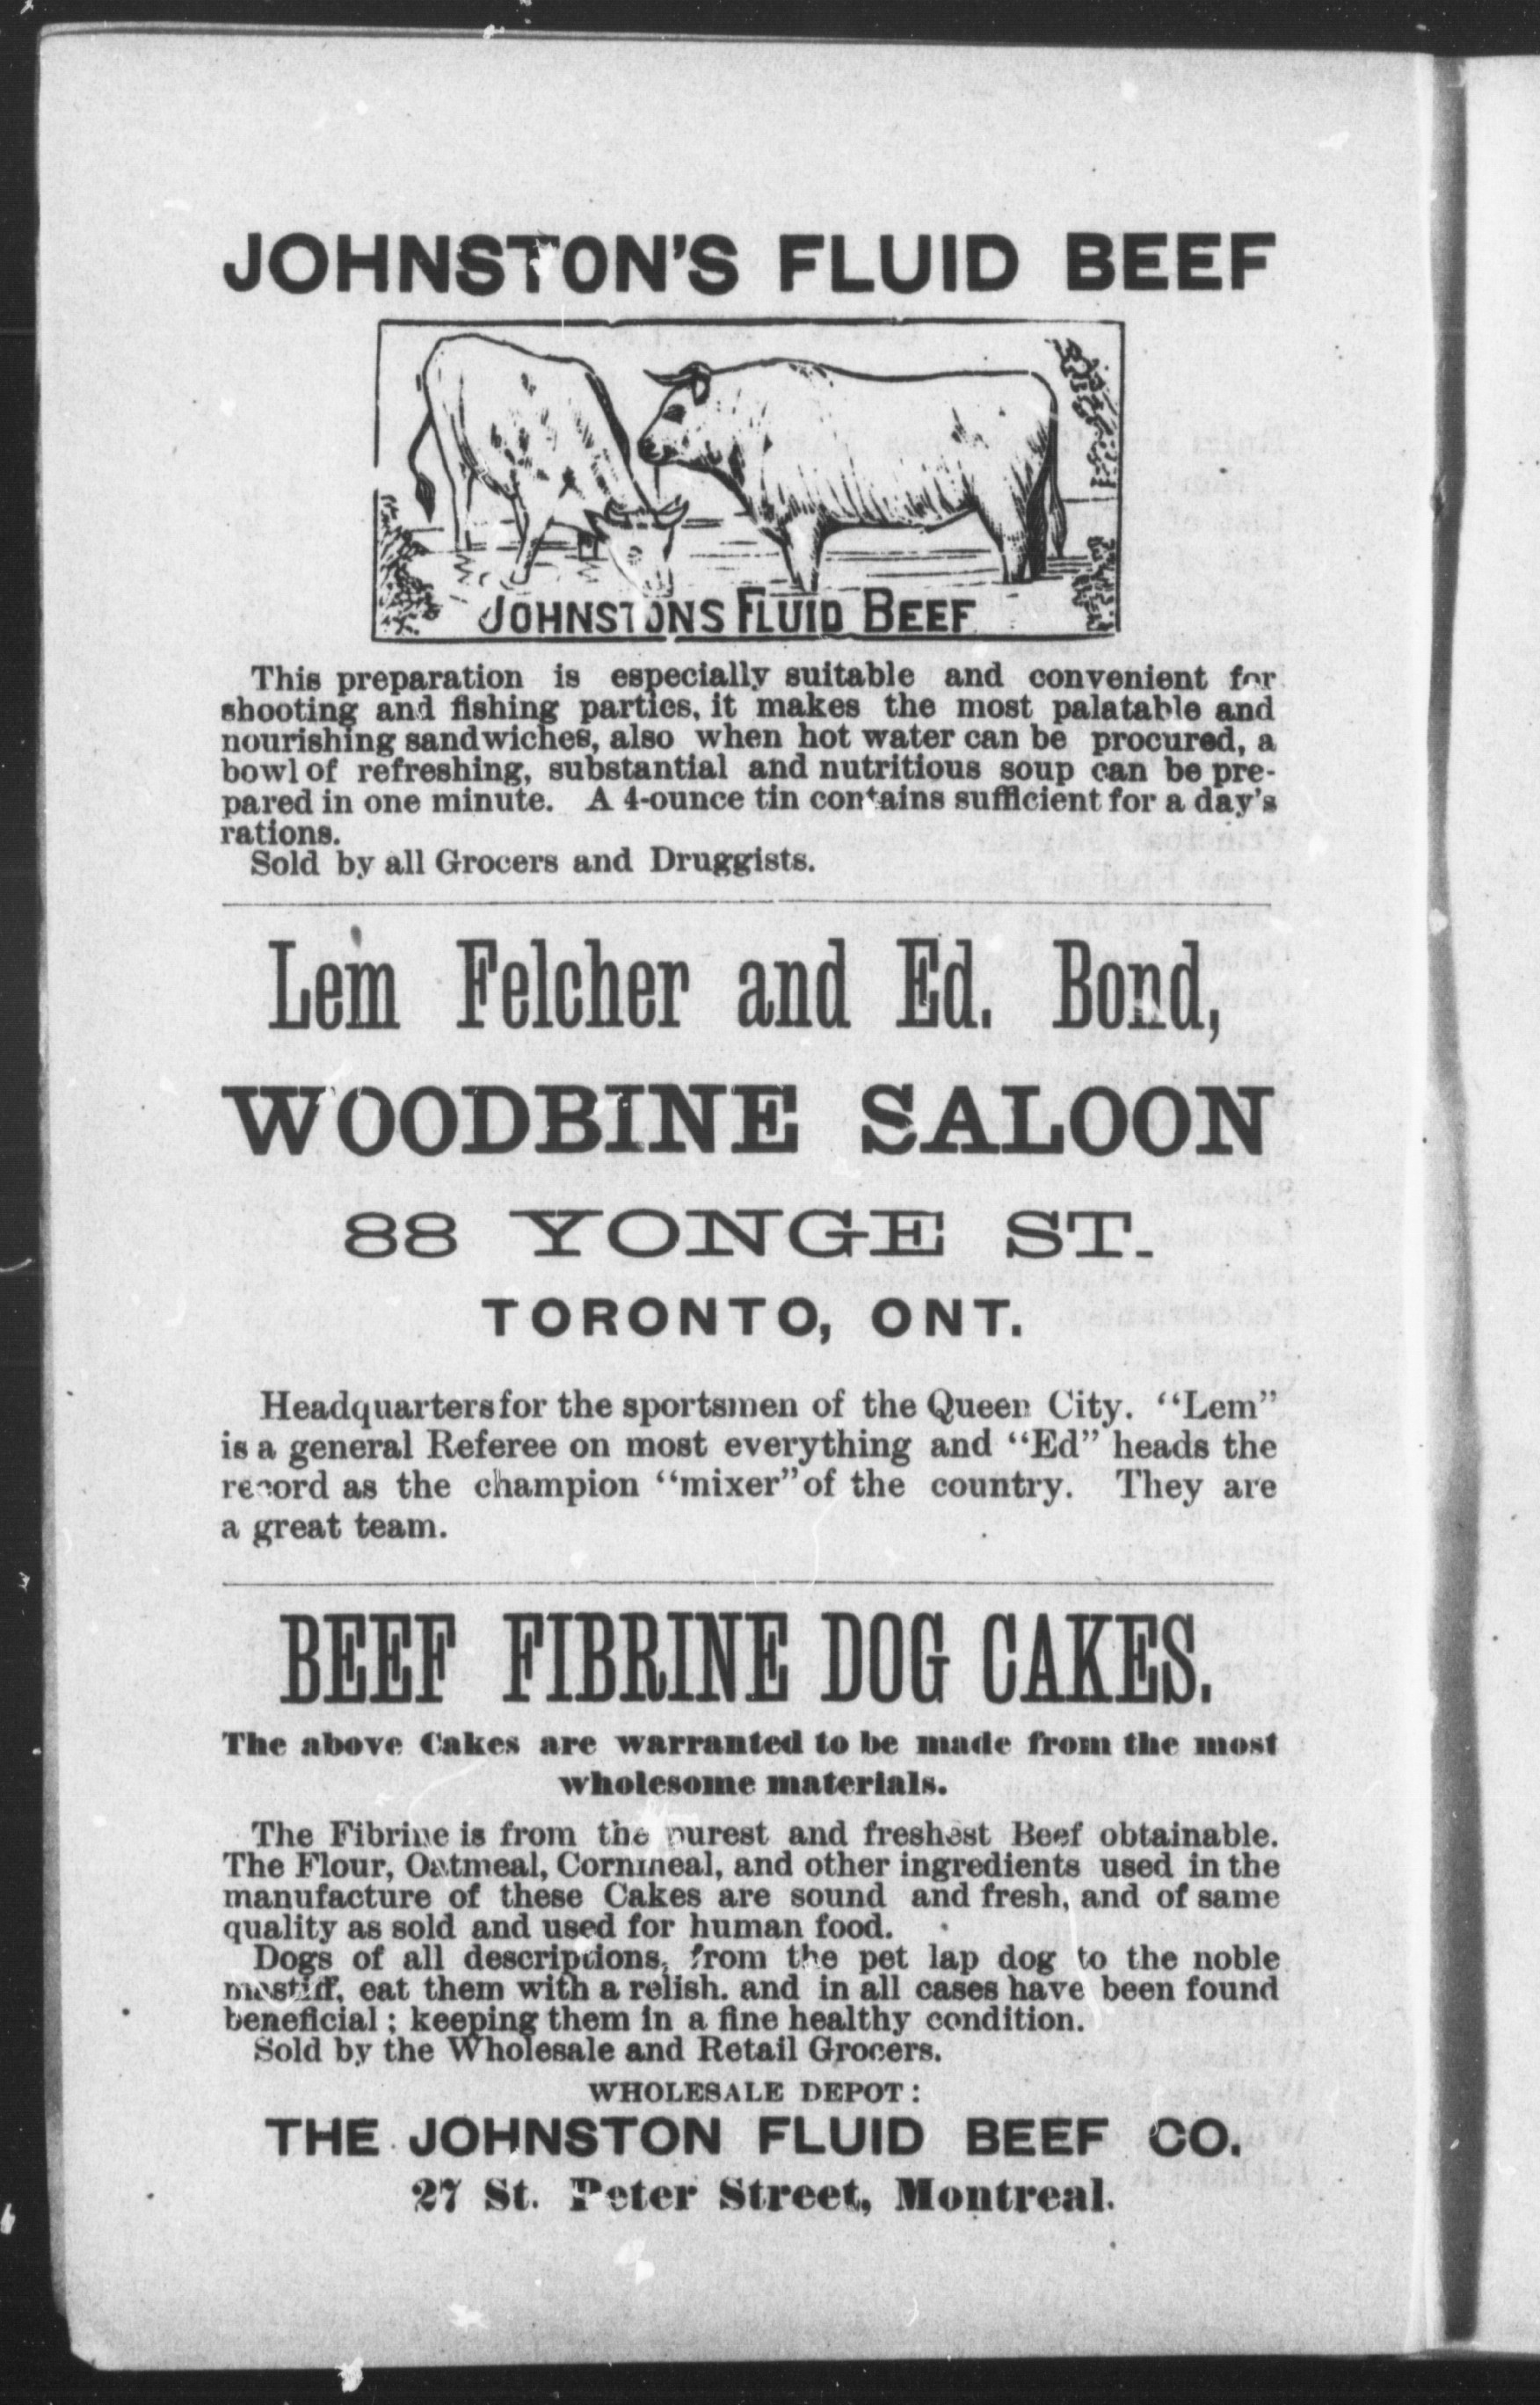 JOHNSTON'S FLUID BEEF
JOHNSTONS FLUID BEEF
This preparation is especially suitable and convenient for
shooting and fishing parties, it makes the most palatable and
nourishing sandwiches, also when hot water can be procured, a
bowl of refreshing, substantial and nutritious soup can be pre-
pared in one minute. A 4-ounce tin contains sufficient for a day's
rations.
Sold by all Grocers and Druggists.
Lem Felcher and Ed. Bond,
WOODBINE SALOON
88 YONGE ST.
TORONTO, ONT.
Headquarters for the sportsmen of the Queen City. "Lem"
is a general Referee on most everything and "Ed" heads the
record as the champion "mixer" of the country. They are
a great team.
BEEF FIBRINE DOG CAKES.
The above Cakes are warranted to be made from the most
wholesome materials.
The Fibrine is from the purest and freshest Beef obtainable.
The Flour, Oatmeal, Cornmeal, and other ingredients used in the
manufacture of these Cakes are sound and fresh, and of same
quality as sold and used for human food.
Dogs of all descriptions, from the pet lap dog to the noble
mastiff, eat them with a relish. and in all cases have been found
beneficial; keeping them in a fine healthy condition.
Sold by the Wholesale and Retail Grocers.
WHOLESALE DEPOT:
THE JOHNSTON FLUID BEEF CO.
27 St. Peter Street, Montreal.